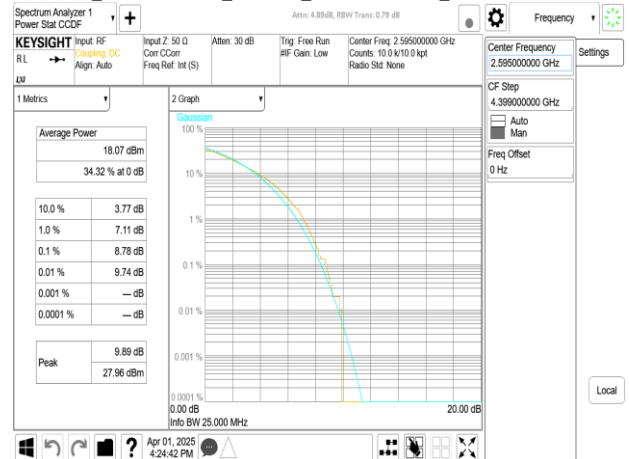 Spectrum Analyzer 1
Power Stat CCDF
Attn: 4.89dB, RBW Trans: 0.79 dB
Frequency
KEYSIGHT
RL
LXI
Input: RF
Coupling: DC
Align: Auto
Input Z: 50 Ω
Corr CCorr
Freq Ref: Int (S)
Atten: 30 dB
Trig: Free Run
#IF Gain: Low
Center Freq: 2.595000000 GHz
Counts: 10.0 k/10.0 kpt
Radio Std: None
Center Frequency
2.595000000 GHz
Settings
CF Step
4.399000000 GHz
Auto
Man
Freq Offset
0 Hz
1 Metrics
2 Graph
Average Power
18.07 dBm
34.32 % at 0 dB
10.0 % 3.77 dB
1.0 % 7.11 dB
0.1 % 8.78 dB
0.01 % 9.74 dB
0.001 % --- dB
0.0001 % --- dB
Peak
9.89 dB
27.96 dBm
Gaussian
100 %
10 %
1 %
0.1 %
0.01 %
0.001 %
0.0001 %
0.00 dB
20.00 dB
Info BW 25.000 MHz
Local
?
Apr 01, 2025
4:24:42 PM